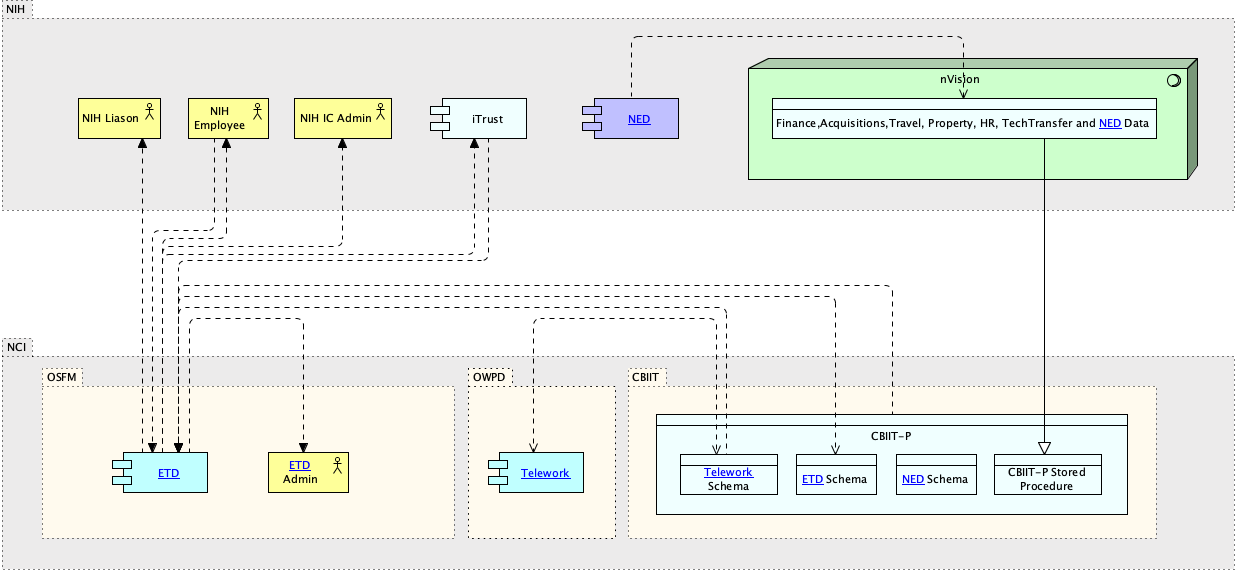 NIH
nVision
NIH Liason
NIH
Employee
NIH IC Admin
iTrust
NED
Finance,Acquisitions,Travel, Property, HR, TechTransfer and NED Data
NCI
OSFM
OWPD
CBIIT
CBIIT-P
ETD
ETD
Admin
Telework
Telework
Schema
ETD Schema
NED Schema
CBIIT-P Stored
Procedure